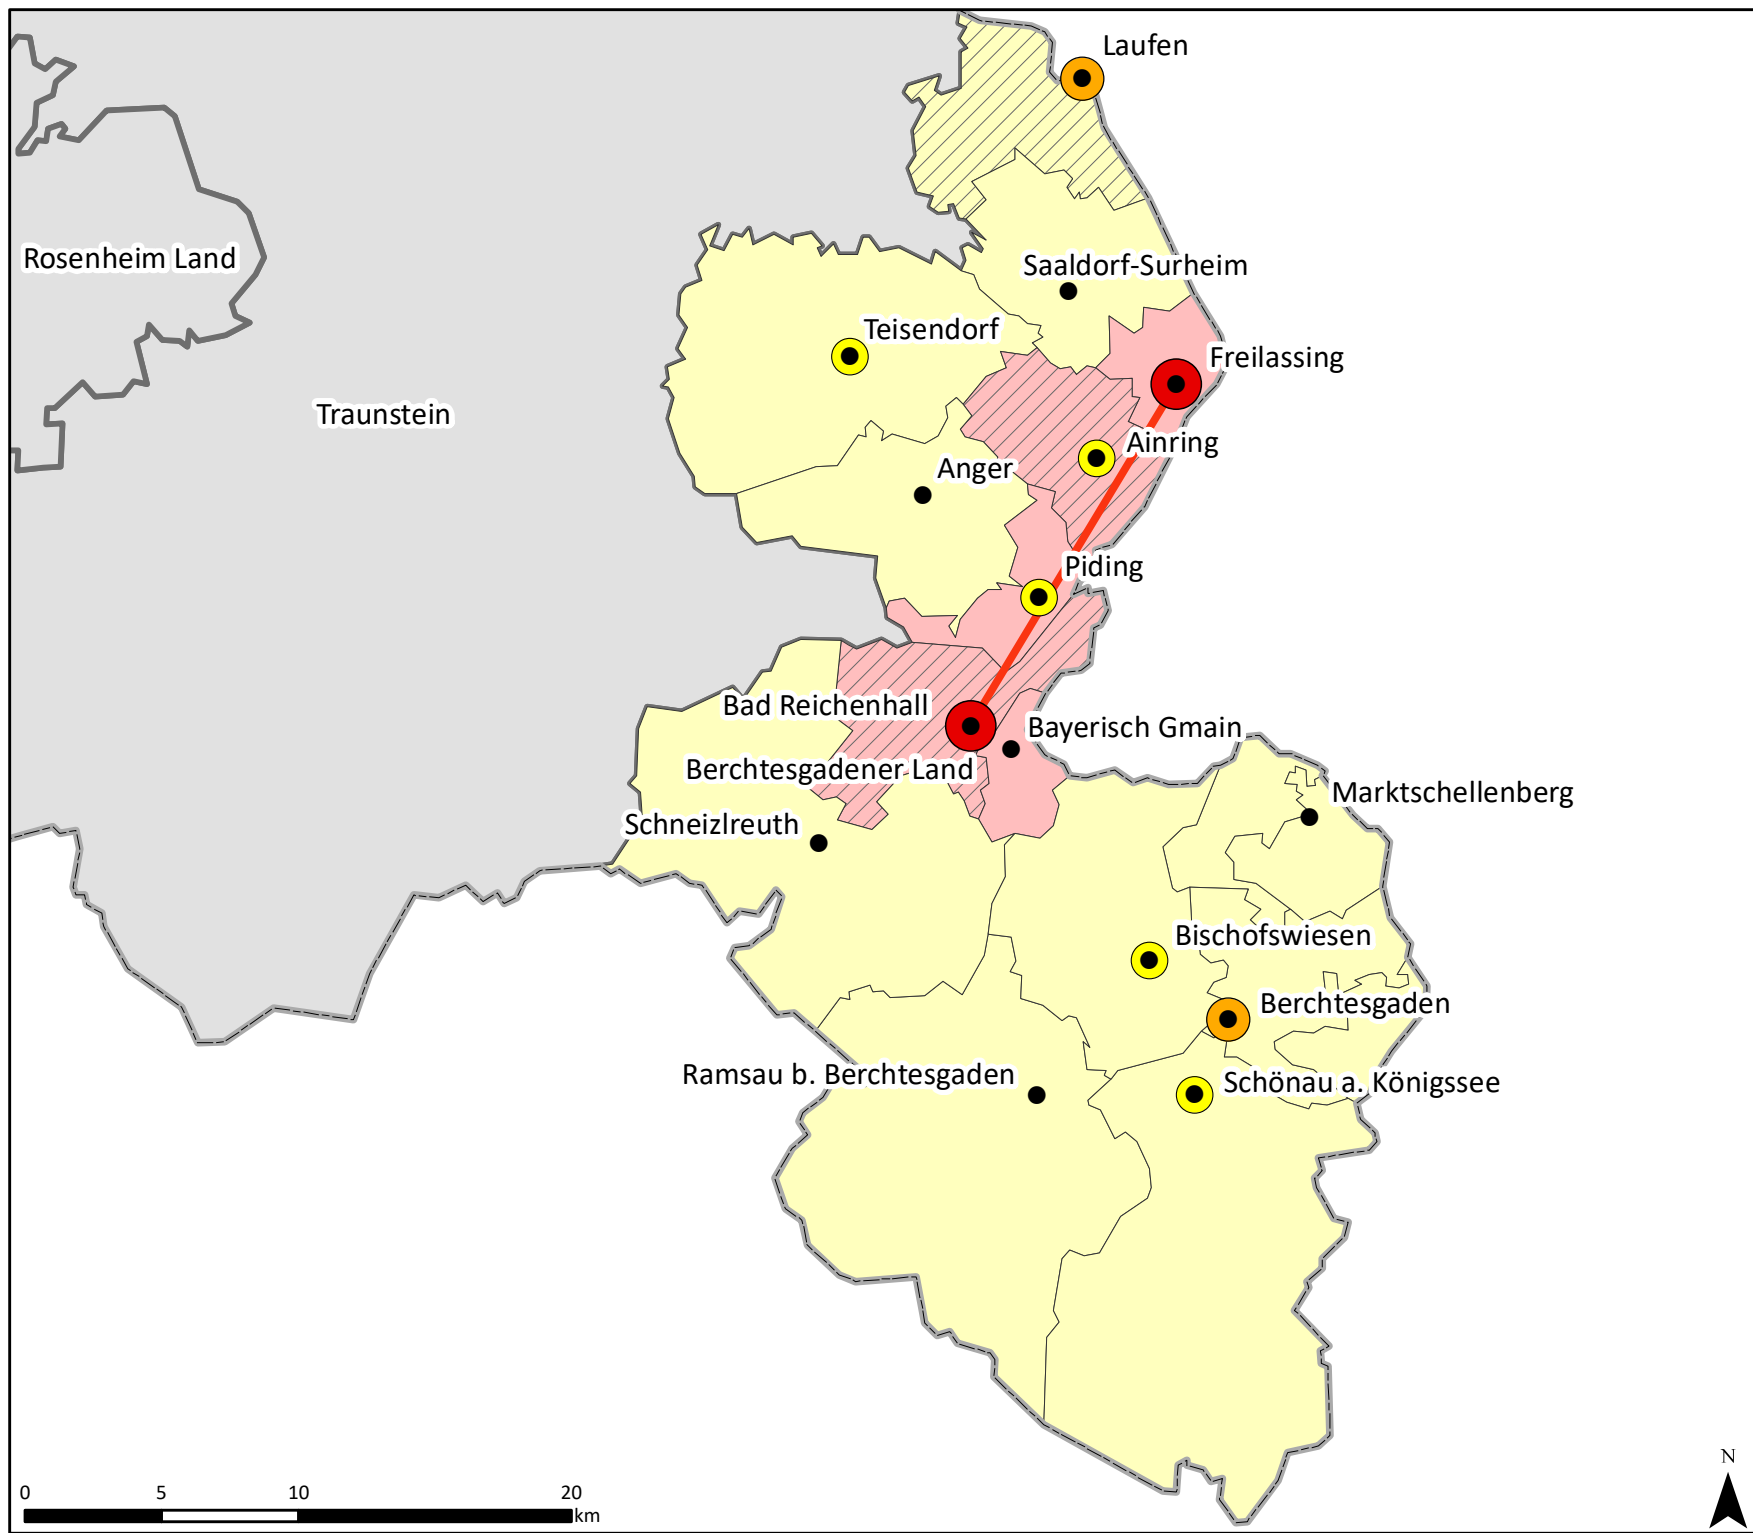 Laufen
Rosenheim Land
Saaldorf-Surheim
Teisendorf
Freilassing
Traunstein
Ainring
Anger
Piding
Bad Reichenhall
Bayerisch Gmain
Berchtesgadener Land
Marktschellenberg
Schneizlreuth
Bischofswiesen
Berchtesgaden
Ramsau b. Berchtesgaden
Schönau a. Königssee
N
0 5 10 20
km